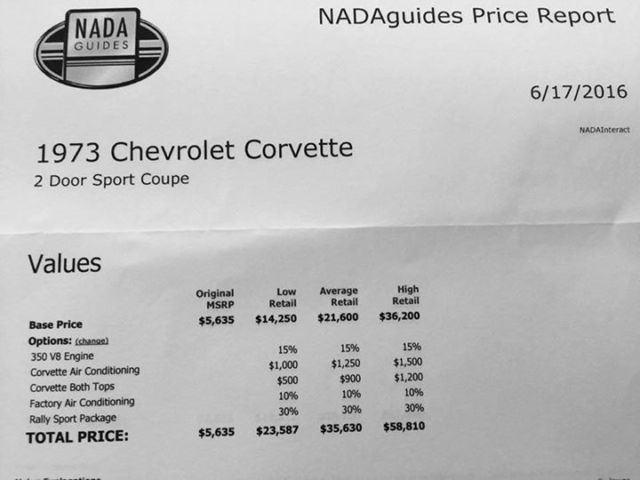 NADA
GUIDES
NADAguides Price Report
6/17/2016
NADAInteract
1973 Chevrolet Corvette
2 Door Sport Coupe
Values
Original MSRP Low Retail Average Retail High Retail
Base Price $5,635 $14,250 $21,600 $36,200
Options: (change)
350 V8 Engine 15% 15% 15%
Corvette Air Conditioning $1,000 $1,250 $1,500
Corvette Both Tops $500 $900 $1,200
Factory Air Conditioning 10% 10% 10%
Rally Sport Package 30% 30% 30%
TOTAL PRICE: $5,635 $23,587 $35,630 $58,810